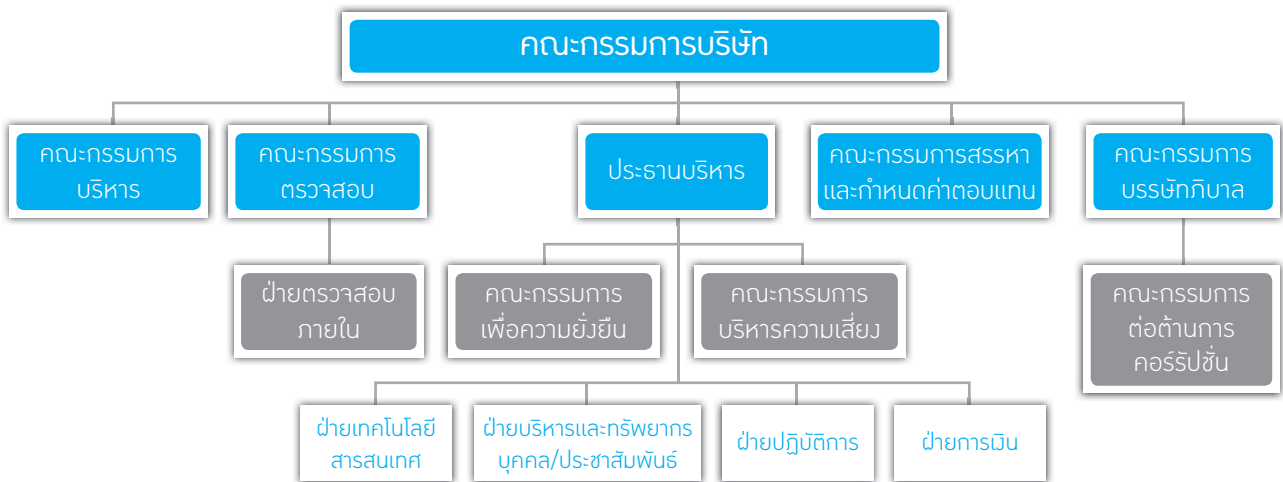 คณะกรรมการบริษัท
คณะกรรมการ
บริหาร
คณะกรรมการ
ตรวจสอบ
ประธานบริหาร
คณะกรรมการสรรหา
และกำหนดค่าตอบแทน
คณะกรรมการ
บรรษัทภิบาล
ฝ่ายตรวจสอบ
ภายใน
คณะกรรมการ
เพื่อความยั่งยืน
คณะกรรมการ
บริหารความเสี่ยง
คณะกรรมการ
ต่อต้านการ
คอร์รัปชั่น
ฝ่ายเทคโนโลยี
สารสนเทศ
ฝ่ายบริหารและทรัพยากร
บุคคล/ประชาสัมพันธ์
ฝ่ายปฏิบัติการ
ฝ่ายการเงิน